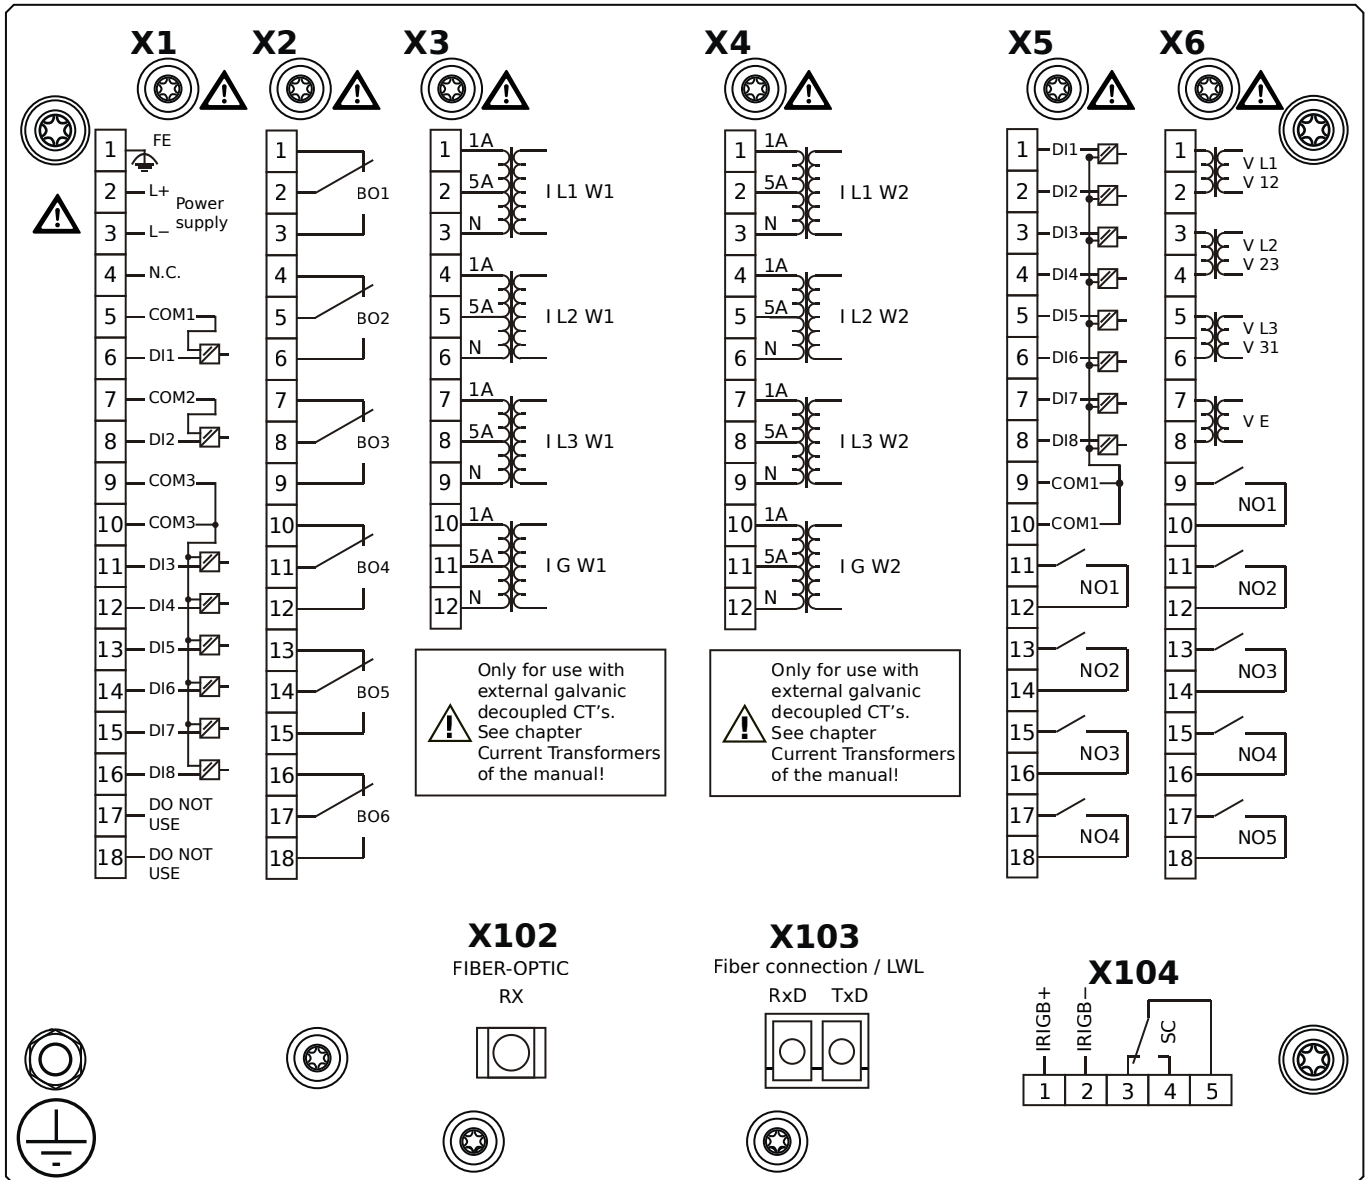 X1
X2
X3
X4
X5
X6
1
FE
2
L+
Power
supply
3
L−
4
N.C.
5
COM1
6
DI1
7
COM2
8
DI2
9
COM3
10
COM3
11
DI3
12
DI4
13
DI5
14
DI6
15
DI7
16
DI8
17
DO NOT
USE
18
DO NOT
USE
1
2
BO1
3
4
5
BO2
6
7
8
BO3
9
10
11
BO4
12
13
14
BO5
15
16
17
BO6
18
1
1A
2
5A
I L1 W1
3
N
4
1A
5
5A
I L2 W1
6
N
7
1A
8
5A
I L3 W1
9
N
10
1A
11
5A
I G W1
12
N
Only for use with
external galvanic
decoupled CT's.
See chapter
Current Transformers
of the manual!
1
1A
2
5A
I L1 W2
3
N
4
1A
5
5A
I L2 W2
6
N
7
1A
8
5A
I L3 W2
9
N
10
1A
11
5A
I G W2
12
N
Only for use with
external galvanic
decoupled CT's.
See chapter
Current Transformers
of the manual!
1
DI1
2
DI2
3
DI3
4
DI4
5
DI5
6
DI6
7
DI7
8
DI8
9
COM1
10
COM1
11
NO1
12
13
NO2
14
15
NO3
16
17
NO4
18
1
V L1
V 12
2
3
V L2
V 23
4
5
V L3
V 31
6
7
V E
8
9
NO1
10
11
NO2
12
13
NO3
14
15
NO4
16
17
NO5
18
X102
FIBER-OPTIC
RX
X103
Fiber connection / LWL
RxD TxD
X104
IRIGB+
IRIGB−
SC
1 2 3 4 5